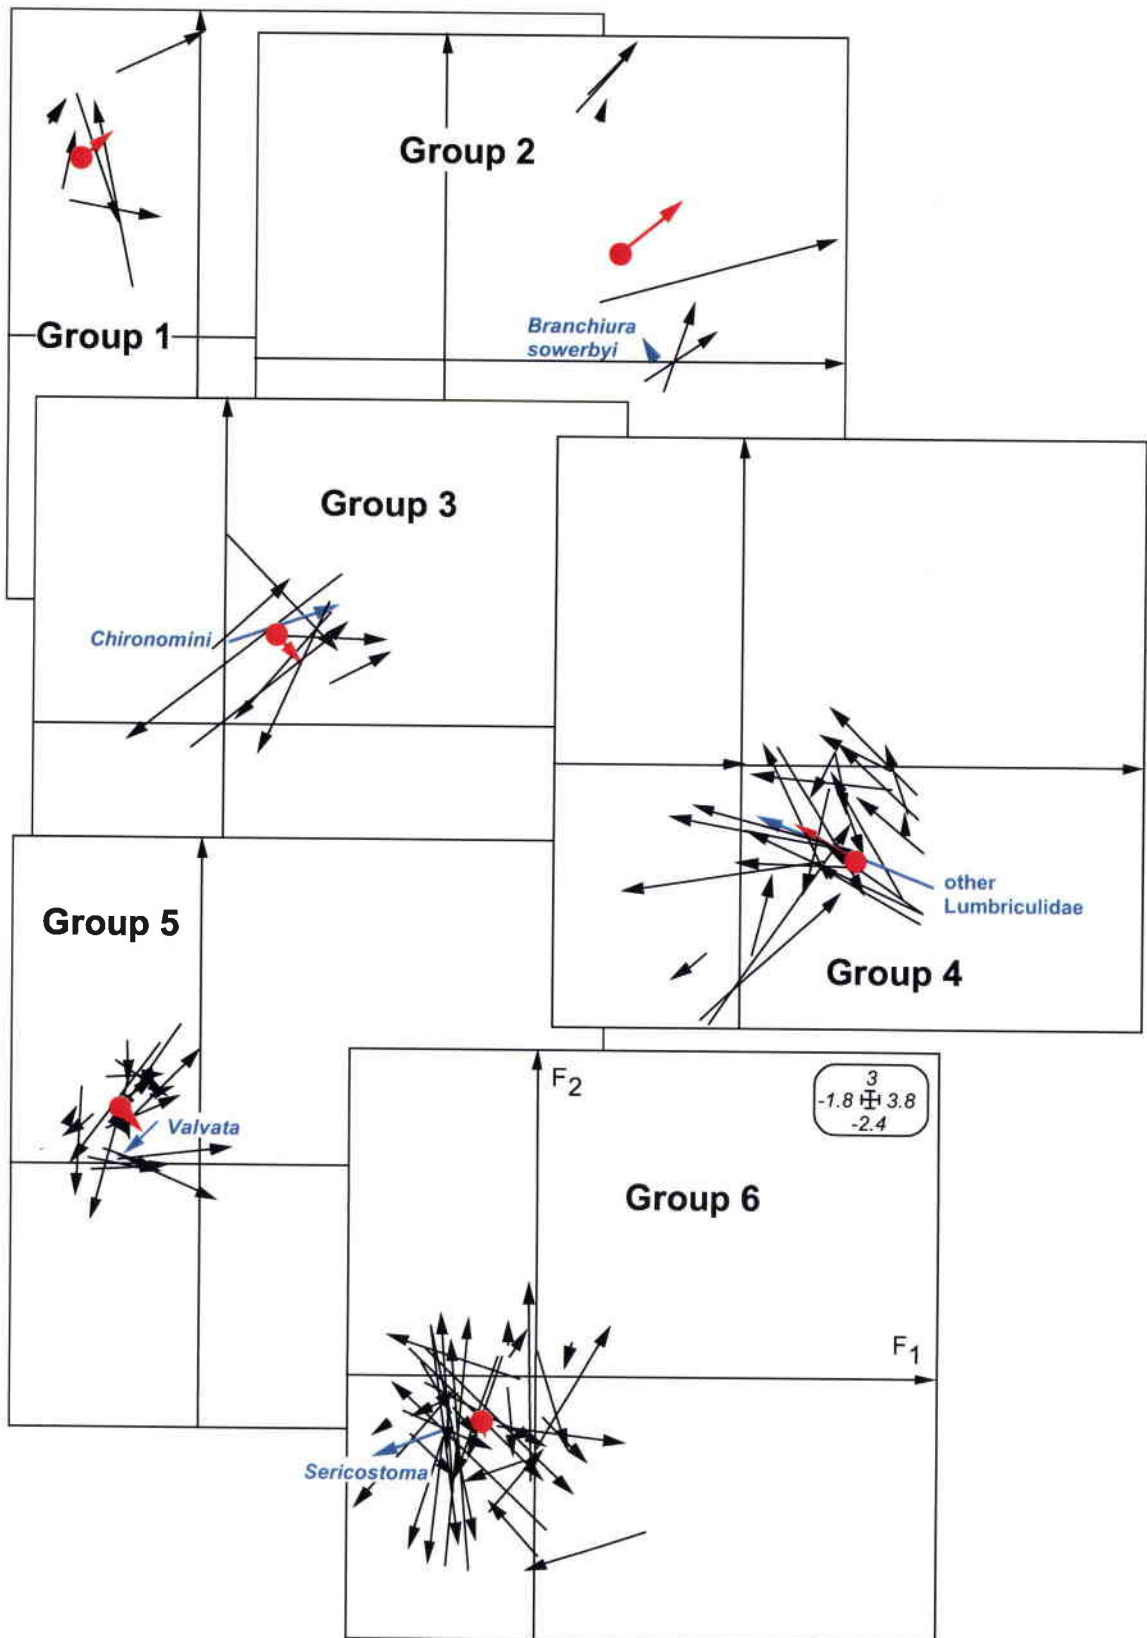 Group 1
Group 2
Branchiura
sowerbyi
Group 3
Chironomini
other
Lumbriculidae
Group 4
Group 5
Valvata
F2
3
-1.8 3.8
-2.4
Group 6
F1
Sericostoma